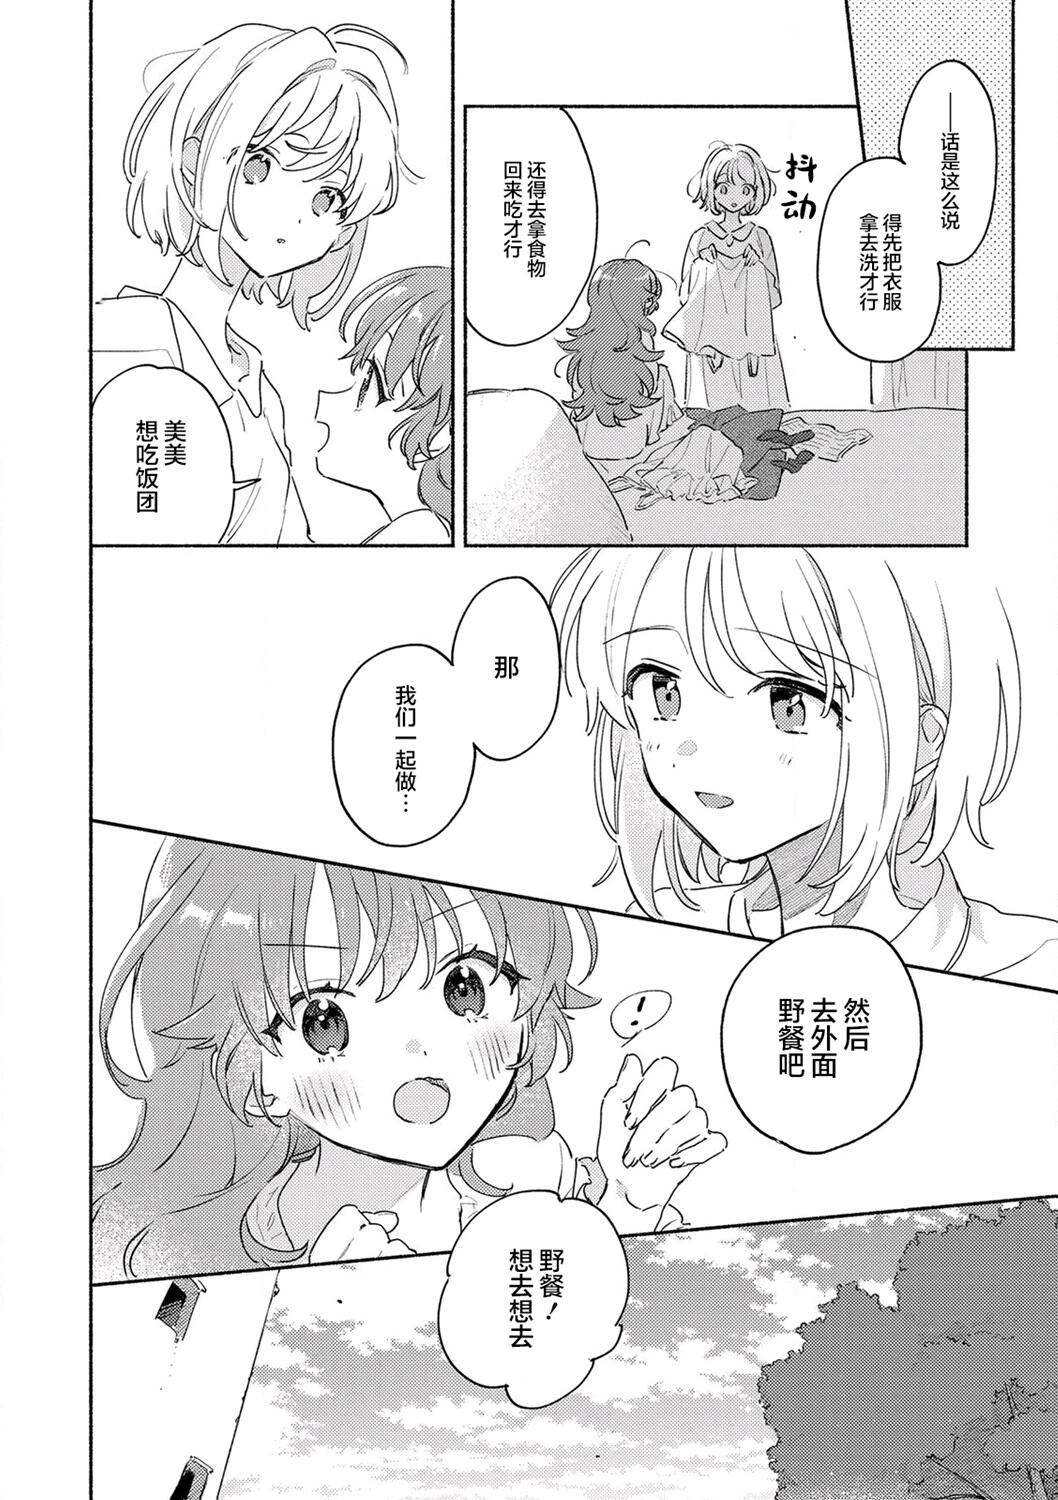 ——话是这么说
得先把衣服
拿去洗才行
抖动
还得去拿食物
回来吃才行
美美
想吃饭团
那
我们一起做…
然后
去外面
野餐吧
！
野餐！
想去想去